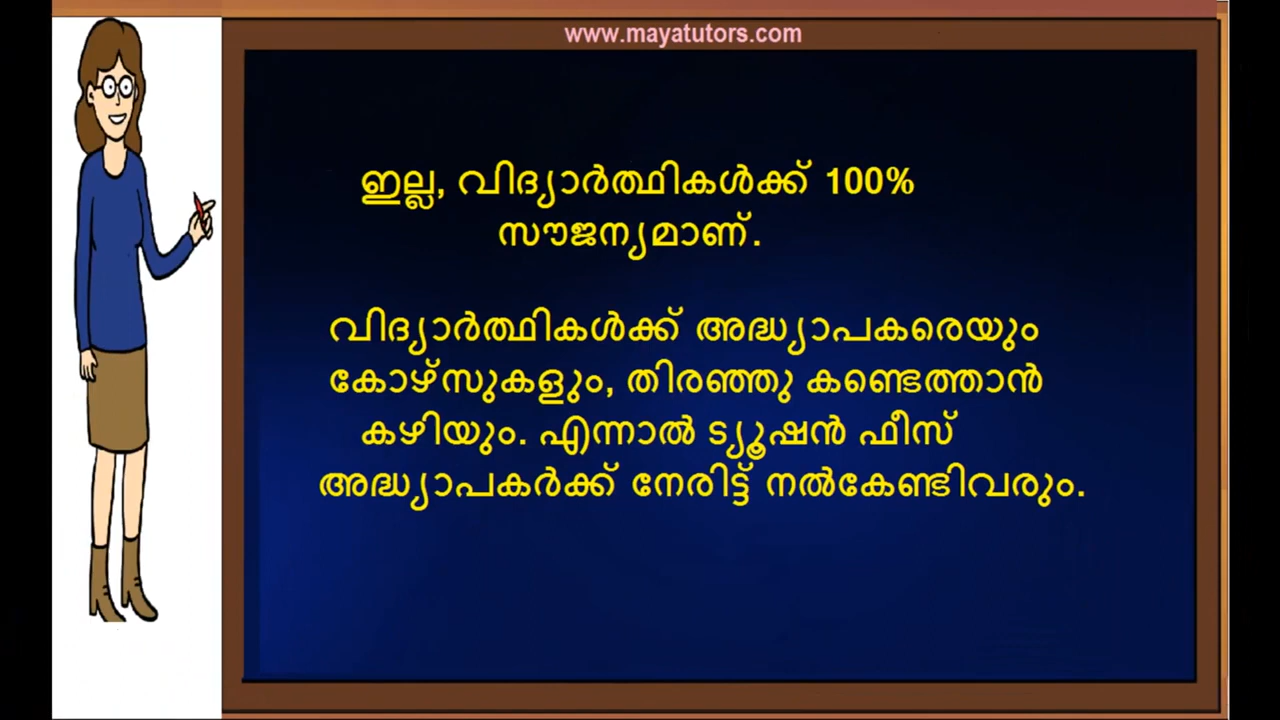 www.mayatutors.com
ഇല്ല, വിദ്യാർത്ഥികൾക്ക് 100%
സൗജന്യമാണ്.
വിദ്യാർത്ഥികൾക്ക് അദ്ധ്യാപകരെയും
കോഴ്സുകളും, തിരഞ്ഞു കണ്ടെത്താൻ
കഴിയും. എന്നാൽ ട്യൂഷൻ ഫീസ്
അദ്ധ്യാപകർക്ക് നേരിട്ട് നൽകേണ്ടിവരും.